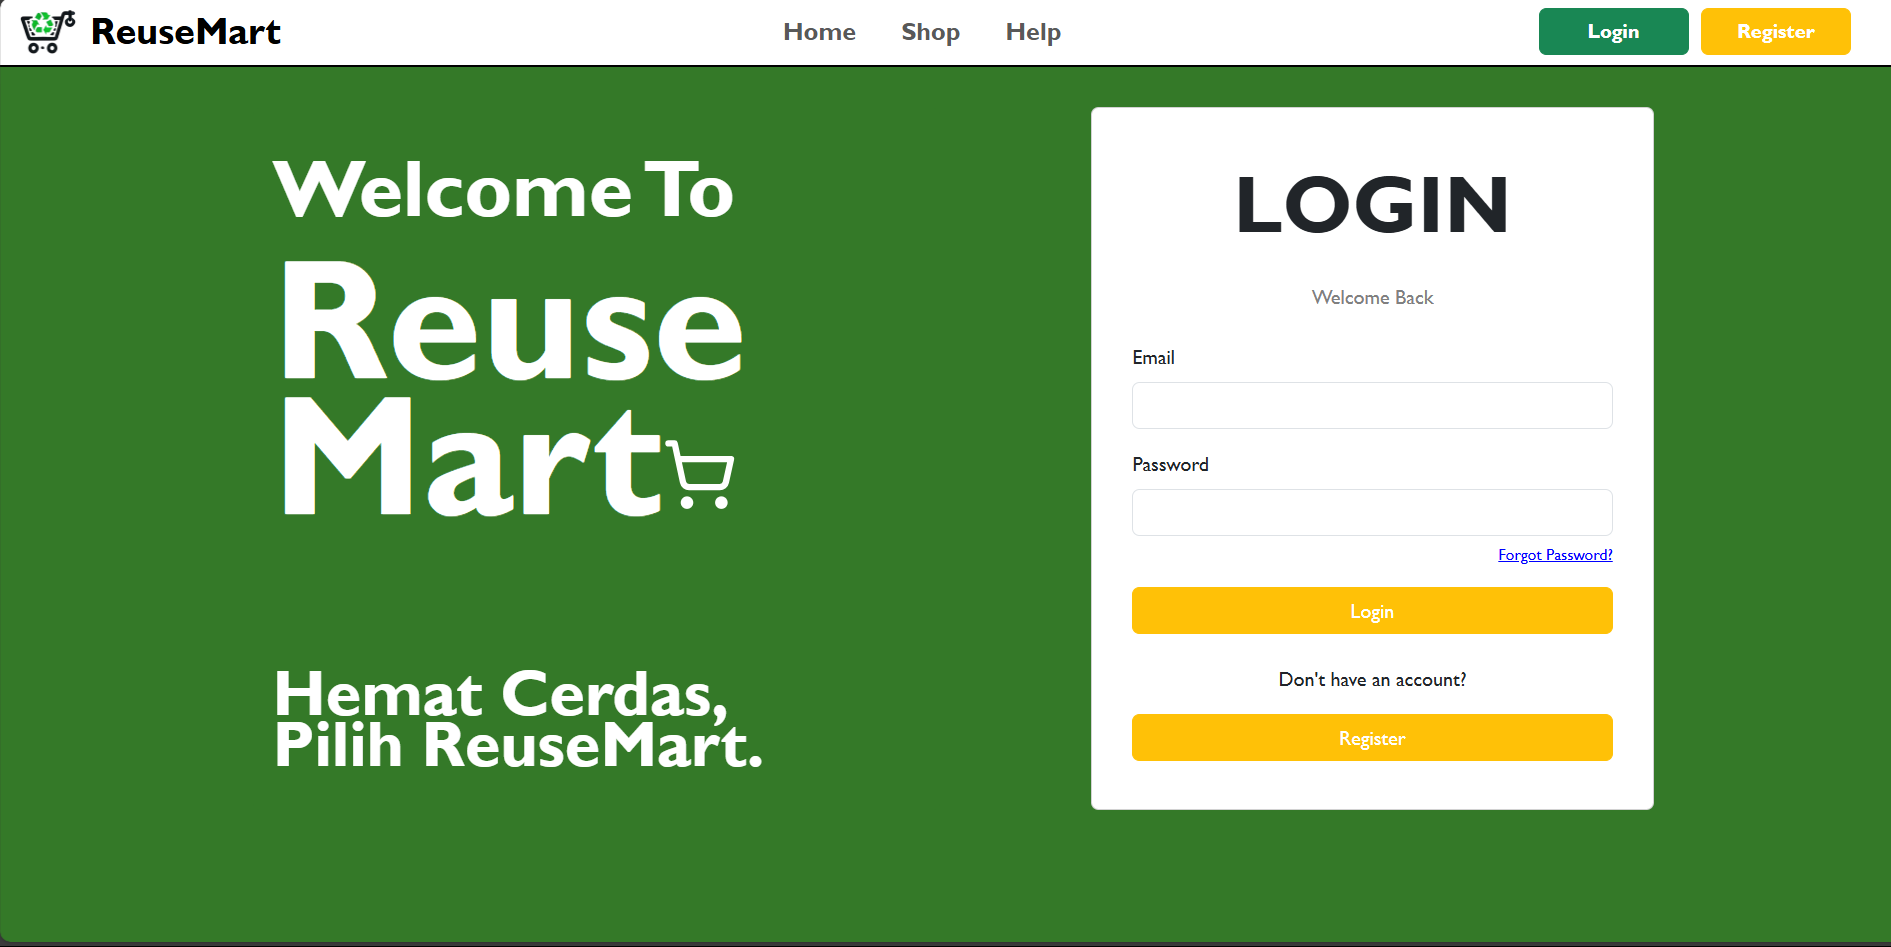 ReuseMart
Home
Shop
Help
Login
Register
Welcome To
Reuse
Mart
Hemat Cerdas,
Pilih ReuseMart.
LOGIN
Welcome Back
Email
Password
Forgot Password?
Login
Don't have an account?
Register